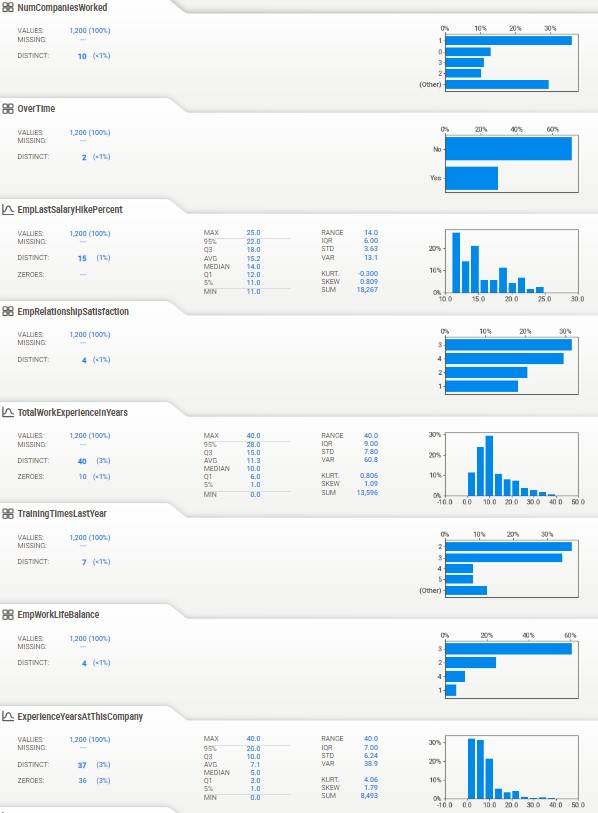 NumCompaniesWorked
VALUES: 1,200 (100%)
MISSING: ---
DISTINCT: 10 (<1%)
0% 10% 20% 30%
1
0
3
2
(Other)
OverTime
VALUES: 1,200 (100%)
MISSING: ---
DISTINCT: 2 (<1%)
0% 20% 40% 60%
No
Yes
EmpLastSalaryHikePercent
VALUES: 1,200 (100%)
MISSING: ---
DISTINCT: 15 (1%)
ZEROES: ---
MAX 25.0
95% 22.0
Q3 18.0
AVG 15.2
MEDIAN 14.0
Q1 12.0
5% 11.0
MIN 11.0
RANGE 14.0
IQR 6.00
STD 3.63
VAR 13.1
KURT. -0.300
SKEW 0.809
SUM 18,267
20%
10%
0%
10.0 15.0 20.0 25.0 30.0
EmpRelationshipSatisfaction
VALUES: 1,200 (100%)
MISSING: ---
DISTINCT: 4 (<1%)
0% 10% 20% 30%
3
4
2
1
TotalWorkExperienceInYears
VALUES: 1,200 (100%)
MISSING: ---
DISTINCT: 40 (3%)
ZEROES: 10 (<1%)
MAX 40.0
95% 28.0
Q3 15.0
AVG 11.3
MEDIAN 10.0
Q1 6.0
5% 1.0
MIN 0.0
RANGE 40.0
IQR 9.00
STD 7.80
VAR 60.8
KURT. 0.806
SKEW 1.09
SUM 13,596
30%
20%
10%
0%
-10.0 0.0 10.0 20.0 30.0 40.0 50.0
TrainingTimesLastYear
VALUES: 1,200 (100%)
MISSING: ---
DISTINCT: 7 (<1%)
0% 10% 20% 30%
2
3
4
5
(Other)
EmpWorkLifeBalance
VALUES: 1,200 (100%)
MISSING: ---
DISTINCT: 4 (<1%)
0% 20% 40% 60%
3
2
4
1
ExperienceYearsAtThisCompany
VALUES: 1,200 (100%)
MISSING: ---
DISTINCT: 37 (3%)
ZEROES: 36 (3%)
MAX 40.0
95% 20.0
Q3 10.0
AVG 7.1
MEDIAN 5.0
Q1 3.0
5% 1.0
MIN 0.0
RANGE 40.0
IQR 7.00
STD 6.24
VAR 38.9
KURT. 4.06
SKEW 1.79
SUM 8,493
30%
20%
10%
0%
-10.0 0.0 10.0 20.0 30.0 40.0 50.0